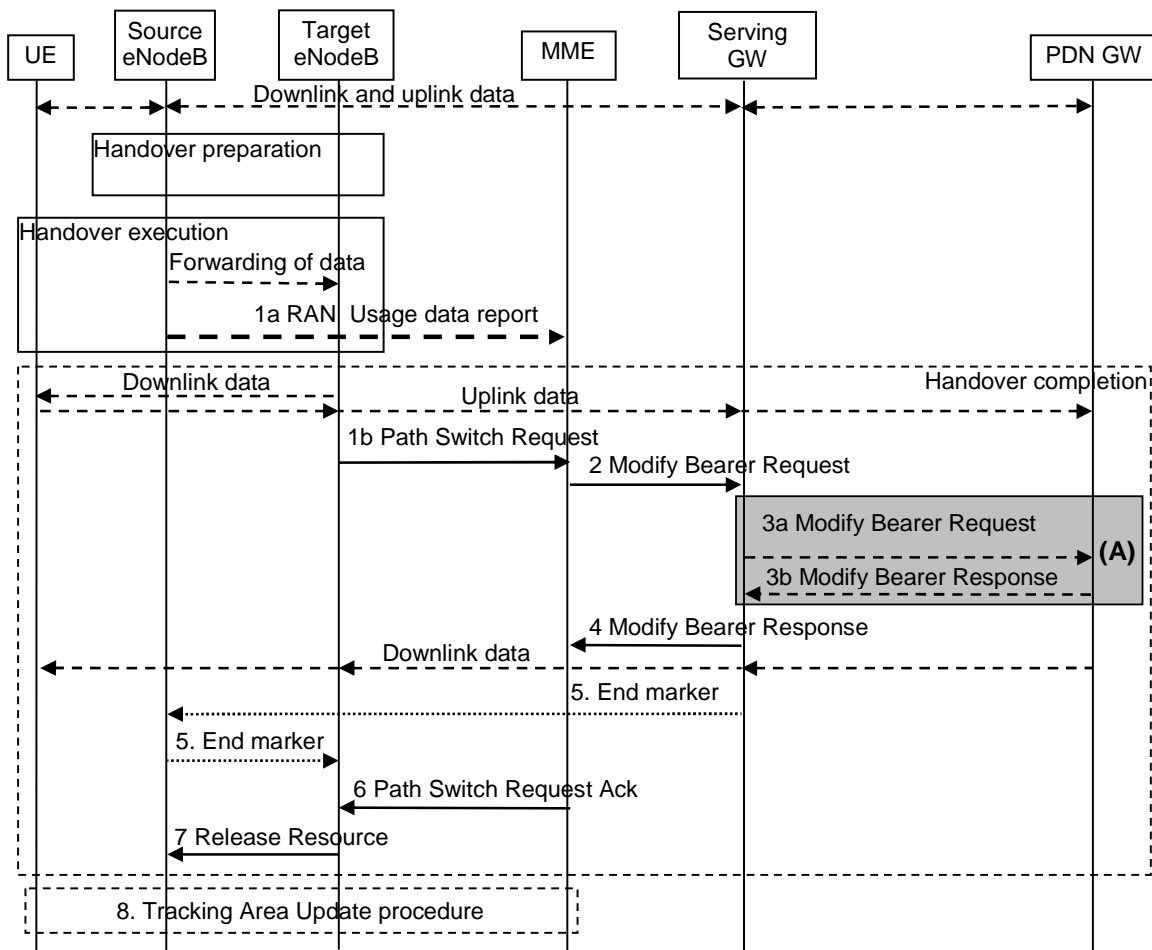 UE
Source
eNodeB
Target
eNodeB
MME
Serving
GW
PDN GW
Downlink and uplink data
Handover preparation
Handover execution
Forwarding of data
1a RAN  Usage data report
Downlink data
Handover completion
Uplink data
1b Path Switch Request
2 Modify Bearer Request
3a Modify Bearer Request
(A)
3b Modify Bearer Response
4 Modify Bearer Response
Downlink data
5. End marker
5. End marker
6 Path Switch Request Ack
7 Release Resource
8. Tracking Area Update procedure